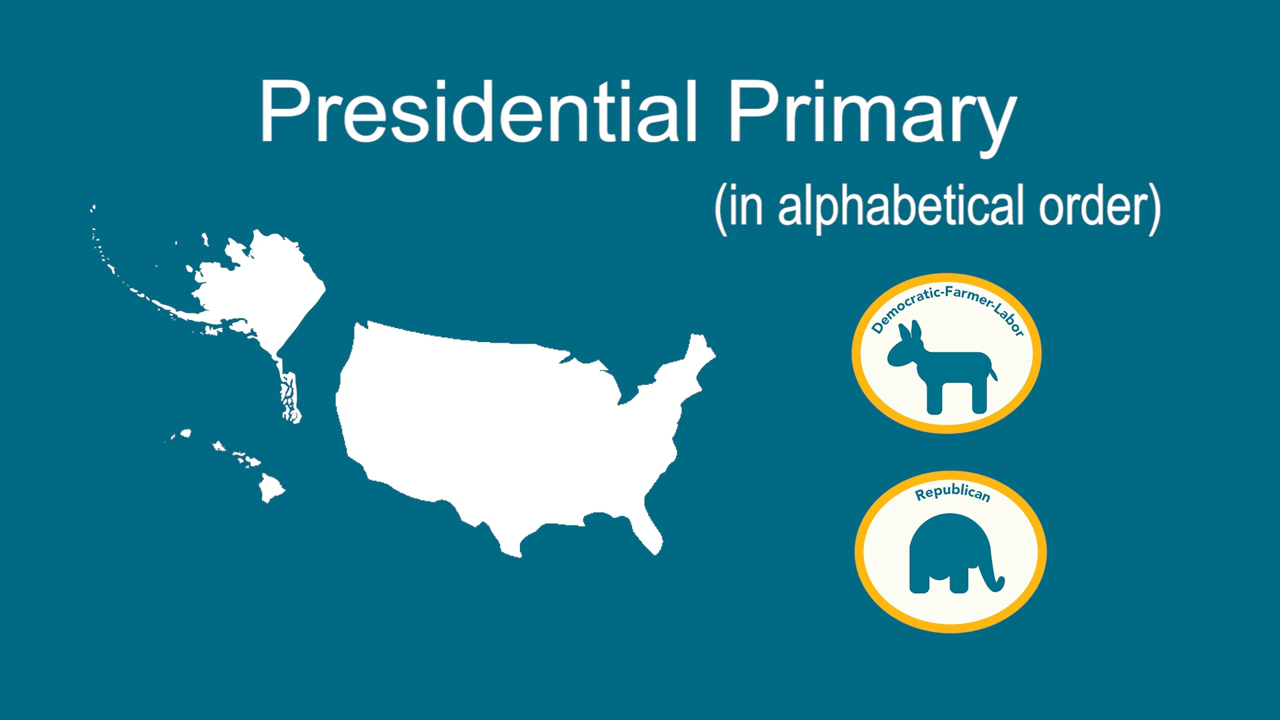 Presidential Primary
(in alphabetical order)
Democratic-Farmer-Labor
Republican